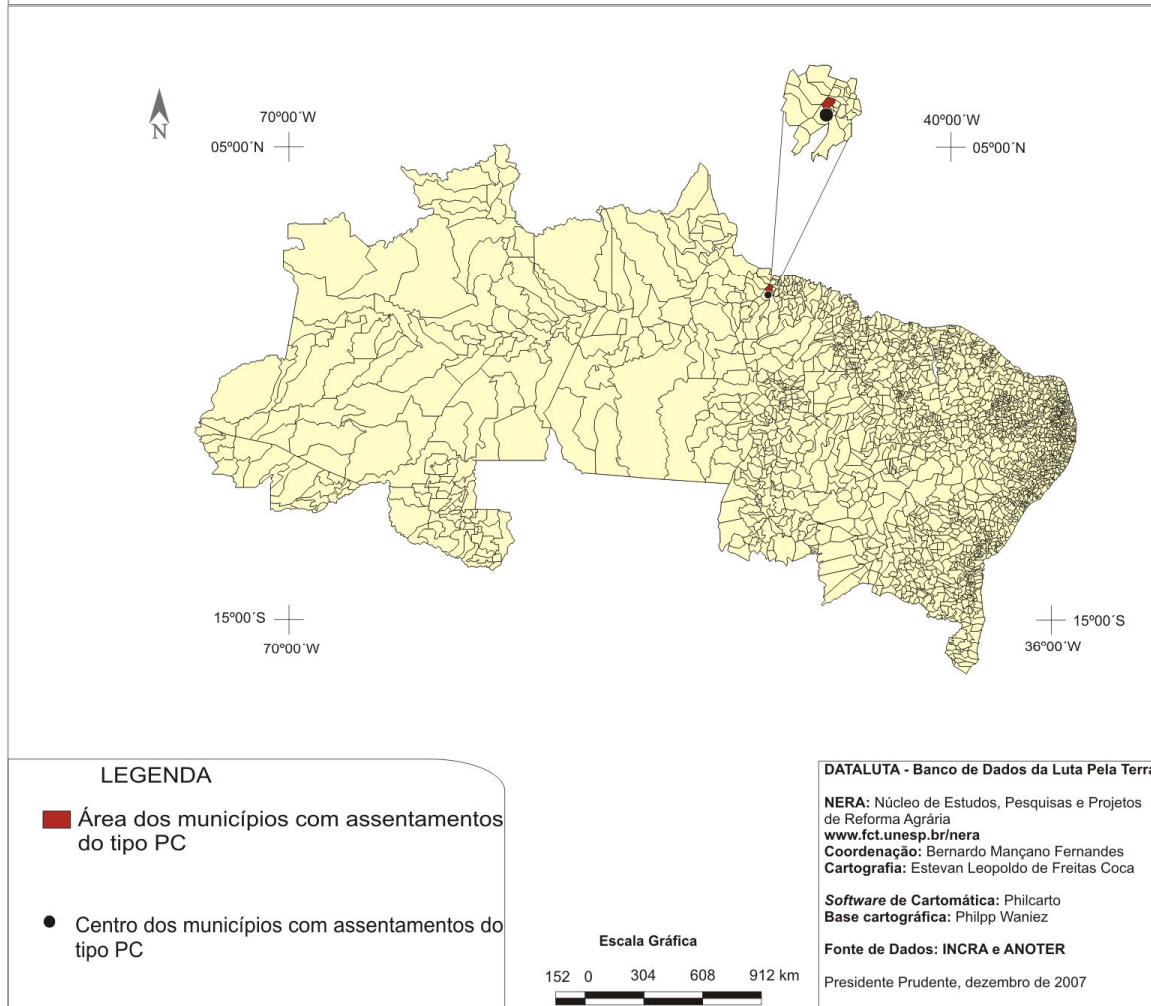 N
70º00´W
05º00´N
40º00´W
05º00´N
15º00´S
70º00´W
15º00´S
36º00´W
LEGENDA
Área dos municípios com assentamentos
do tipo PC
Centro dos municípios com assentamentos do
tipo PC
Escala Gráfica
152 0 304 608 912 km
DATALUTA - Banco de Dados da Luta Pela Terra
NERA: Núcleo de Estudos, Pesquisas e Projetos
de Reforma Agrária
www.fct.unesp.br/nera
Coordenação: Bernardo Mançano Fernandes
Cartografia: Estevan Leopoldo de Freitas Coca
Software de Cartomática: Philcarto
Base cartográfica: Philpp Waniez
Fonte de Dados: INCRA e ANOTER
Presidente Prudente, dezembro de 2007